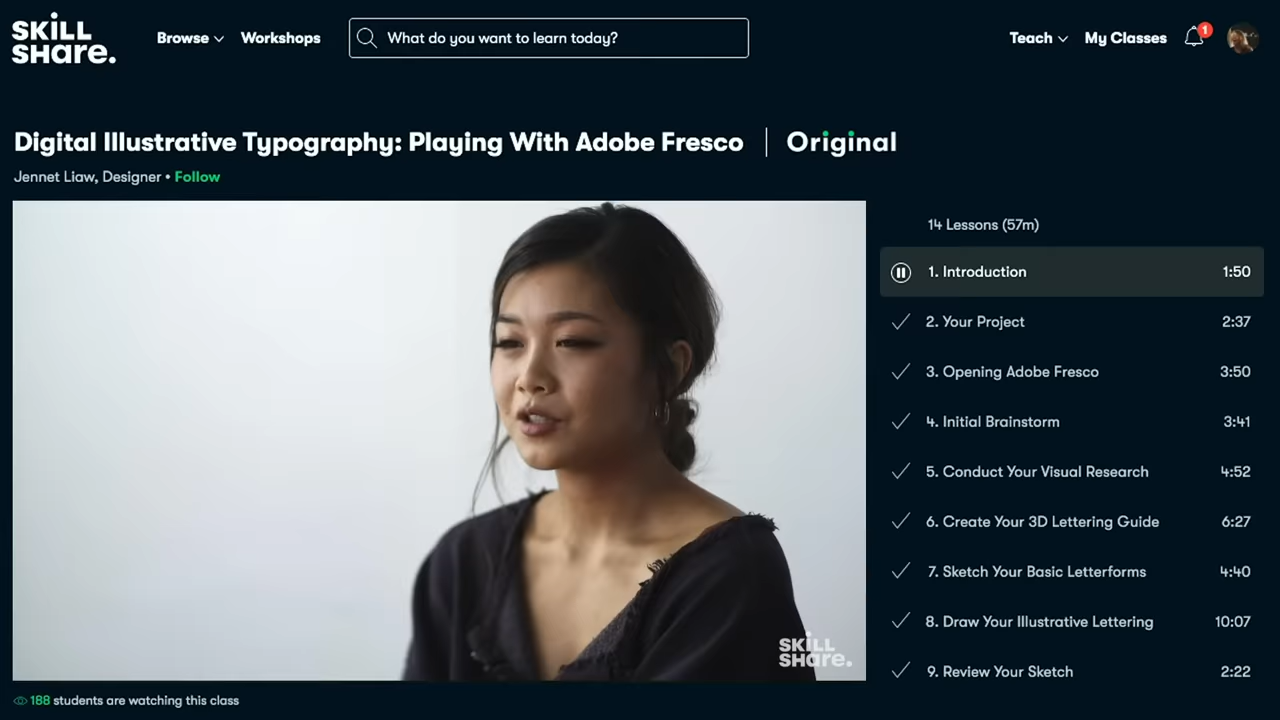 SKILL
SHare.
Browse
Workshops
What do you want to learn today?
Teach
My Classes
1
Digital Illustrative Typography: Playing With Adobe Fresco | Original
Jennet Liaw, Designer • Follow
14 Lessons (57m)
1. Introduction 1:50
2. Your Project 2:37
3. Opening Adobe Fresco 3:50
4. Initial Brainstorm 3:41
5. Conduct Your Visual Research 4:52
6. Create Your 3D Lettering Guide 6:27
7. Sketch Your Basic Letterforms 4:40
8. Draw Your Illustrative Lettering 10:07
9. Review Your Sketch 2:22
SKILL
SHare.
188 students are watching this class